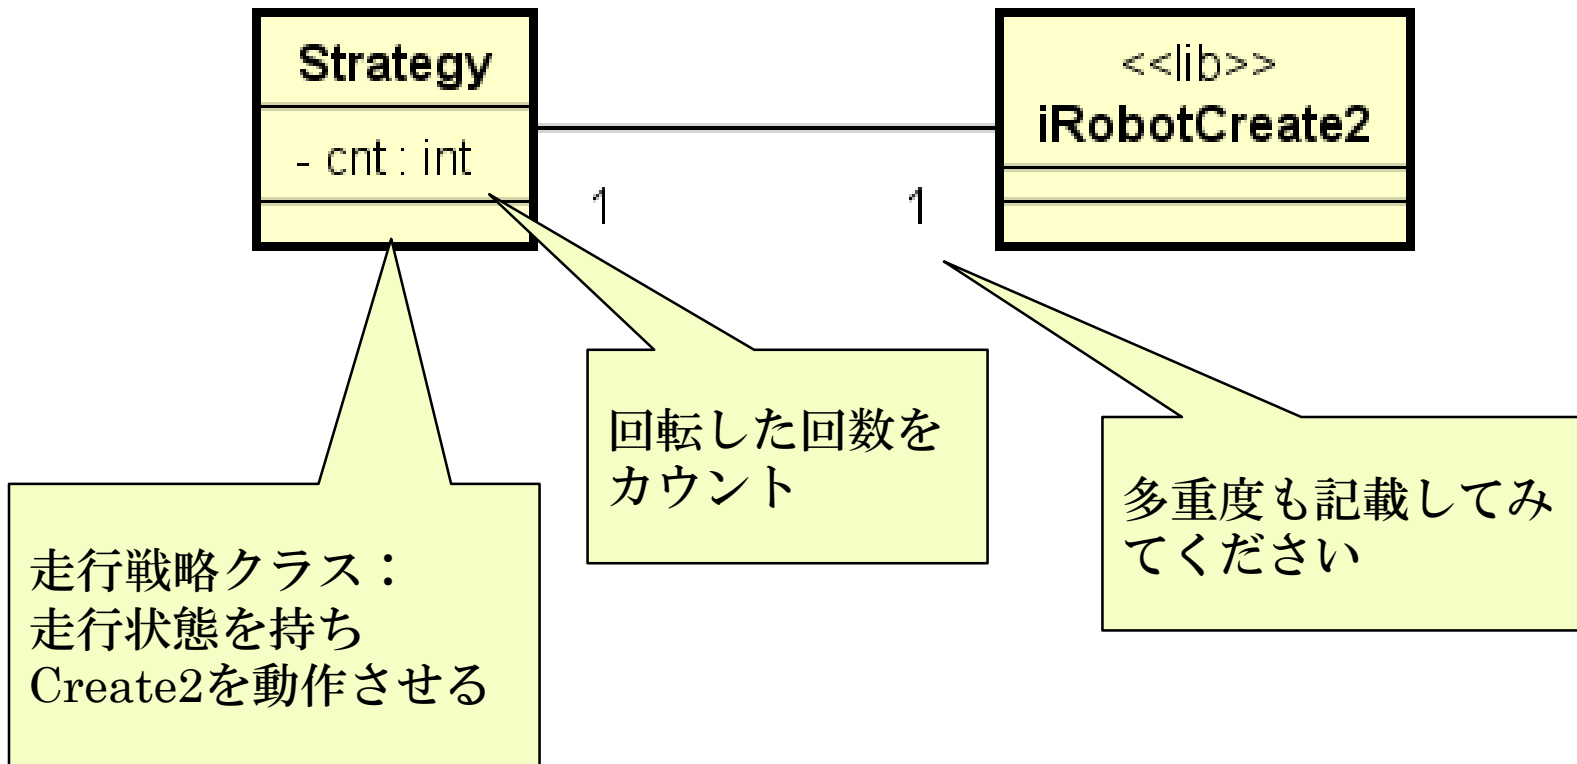 Strategy
- cnt : int
<<lib>>
iRobotCreate2
1
1
回転した回数を
カウント
多重度も記載してみ
てください
走行戦略クラス：
走行状態を持ち
Create2を動作させる